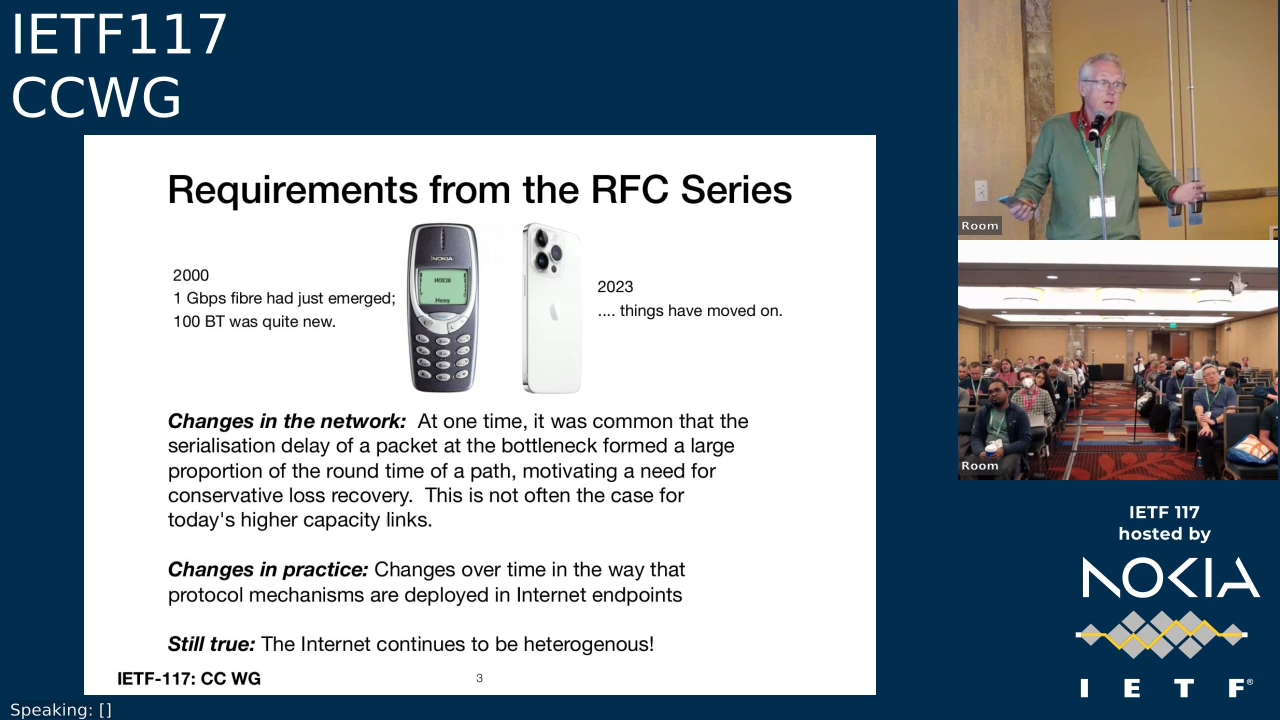 IETF117
CCWG
Requirements from the RFC Series
2000
1 Gbps fibre had just emerged;
100 BT was quite new.
NOKIA
NOKIA
Menu
2023
.... things have moved on.
Changes in the network: At one time, it was common that the
serialisation delay of a packet at the bottleneck formed a large
proportion of the round time of a path, motivating a need for
conservative loss recovery. This is not often the case for
today's higher capacity links.
Changes in practice: Changes over time in the way that
protocol mechanisms are deployed in Internet endpoints
Still true: The Internet continues to be heterogenous!
IETF-117: CC WG
3
Room
Room
IETF 117
hosted by
NOKIA
I E T F®
Speaking: []